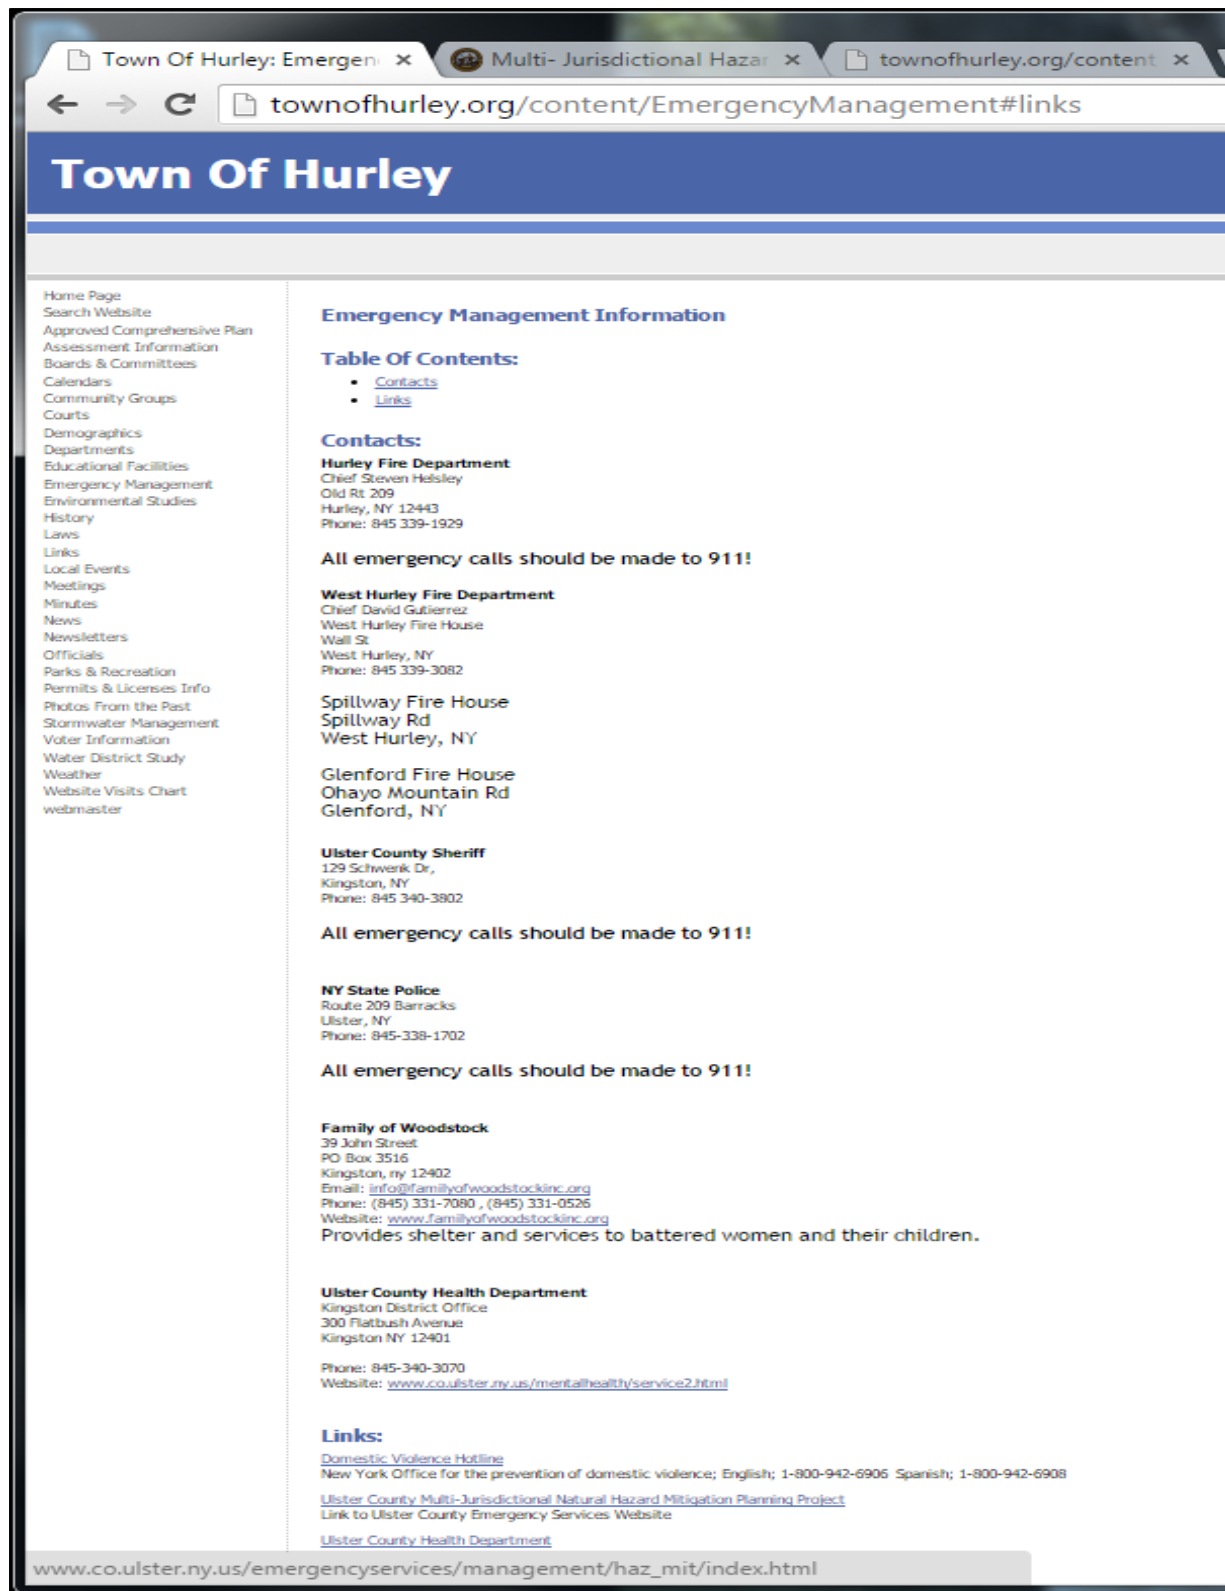 Town Of Hurley: Emergen
Multi- Jurisdictional Hazar
townofhurley.org/content
townofhurley.org/content/EmergencyManagement#links
Town Of Hurley
Home Page
Search Website
Approved Comprehensive Plan
Assessment Information
Boards & Committees
Calendars
Community Groups
Courts
Demographics
Departments
Educational Facilities
Emergency Management
Environmental Studies
History
Laws
Links
Local Events
Meetings
Minutes
News
Newsletters
Officials
Parks & Recreation
Permits & Licenses Info
Photos From the Past
Stormwater Management
Voter Information
Water District Study
Weather
Website Visits Chart
webmaster
Emergency Management Information
Table Of Contents:
• Contacts
• Links
Contacts:
Hurley Fire Department
Chief Steven Helsley
Old Rt 209
Hurley, NY 12443
Phone: 845 339-1929
All emergency calls should be made to 911!
West Hurley Fire Department
Chief David Gutierrez
West Hurley Fire House
Wall St
West Hurley, NY
Phone: 845 339-3082
Spillway Fire House
Spillway Rd
West Hurley, NY
Glenford Fire House
Ohayo Mountain Rd
Glenford, NY
Ulster County Sheriff
129 Schwenk Dr,
Kingston, NY
Phone: 845 340-3802
All emergency calls should be made to 911!
NY State Police
Route 209 Barracks
Ulster, NY
Phone: 845-338-1702
All emergency calls should be made to 911!
Family of Woodstock
39 John Street
PO Box 3516
Kingston, ny 12402
Email: info@familyofwoodstockinc.org
Phone: (845) 331-7080 , (845) 331-0526
Website: www.familyofwoodstockinc.org
Provides shelter and services to battered women and their children.
Ulster County Health Department
Kingston District Office
300 Flatbush Avenue
Kingston NY 12401
Phone: 845-340-3070
Website: www.co.ulster.ny.us/mentalhealth/service2.html
Links:
Domestic Violence Hotline
New York Office for the prevention of domestic violence; English; 1-800-942-6906 Spanish; 1-800-942-6908
Ulster County Multi-Jurisdictional Natural Hazard Mitigation Planning Project
Link to Ulster County Emergency Services Website
Ulster County Health Department
www.co.ulster.ny.us/emergencyservices/management/haz_mit/index.html